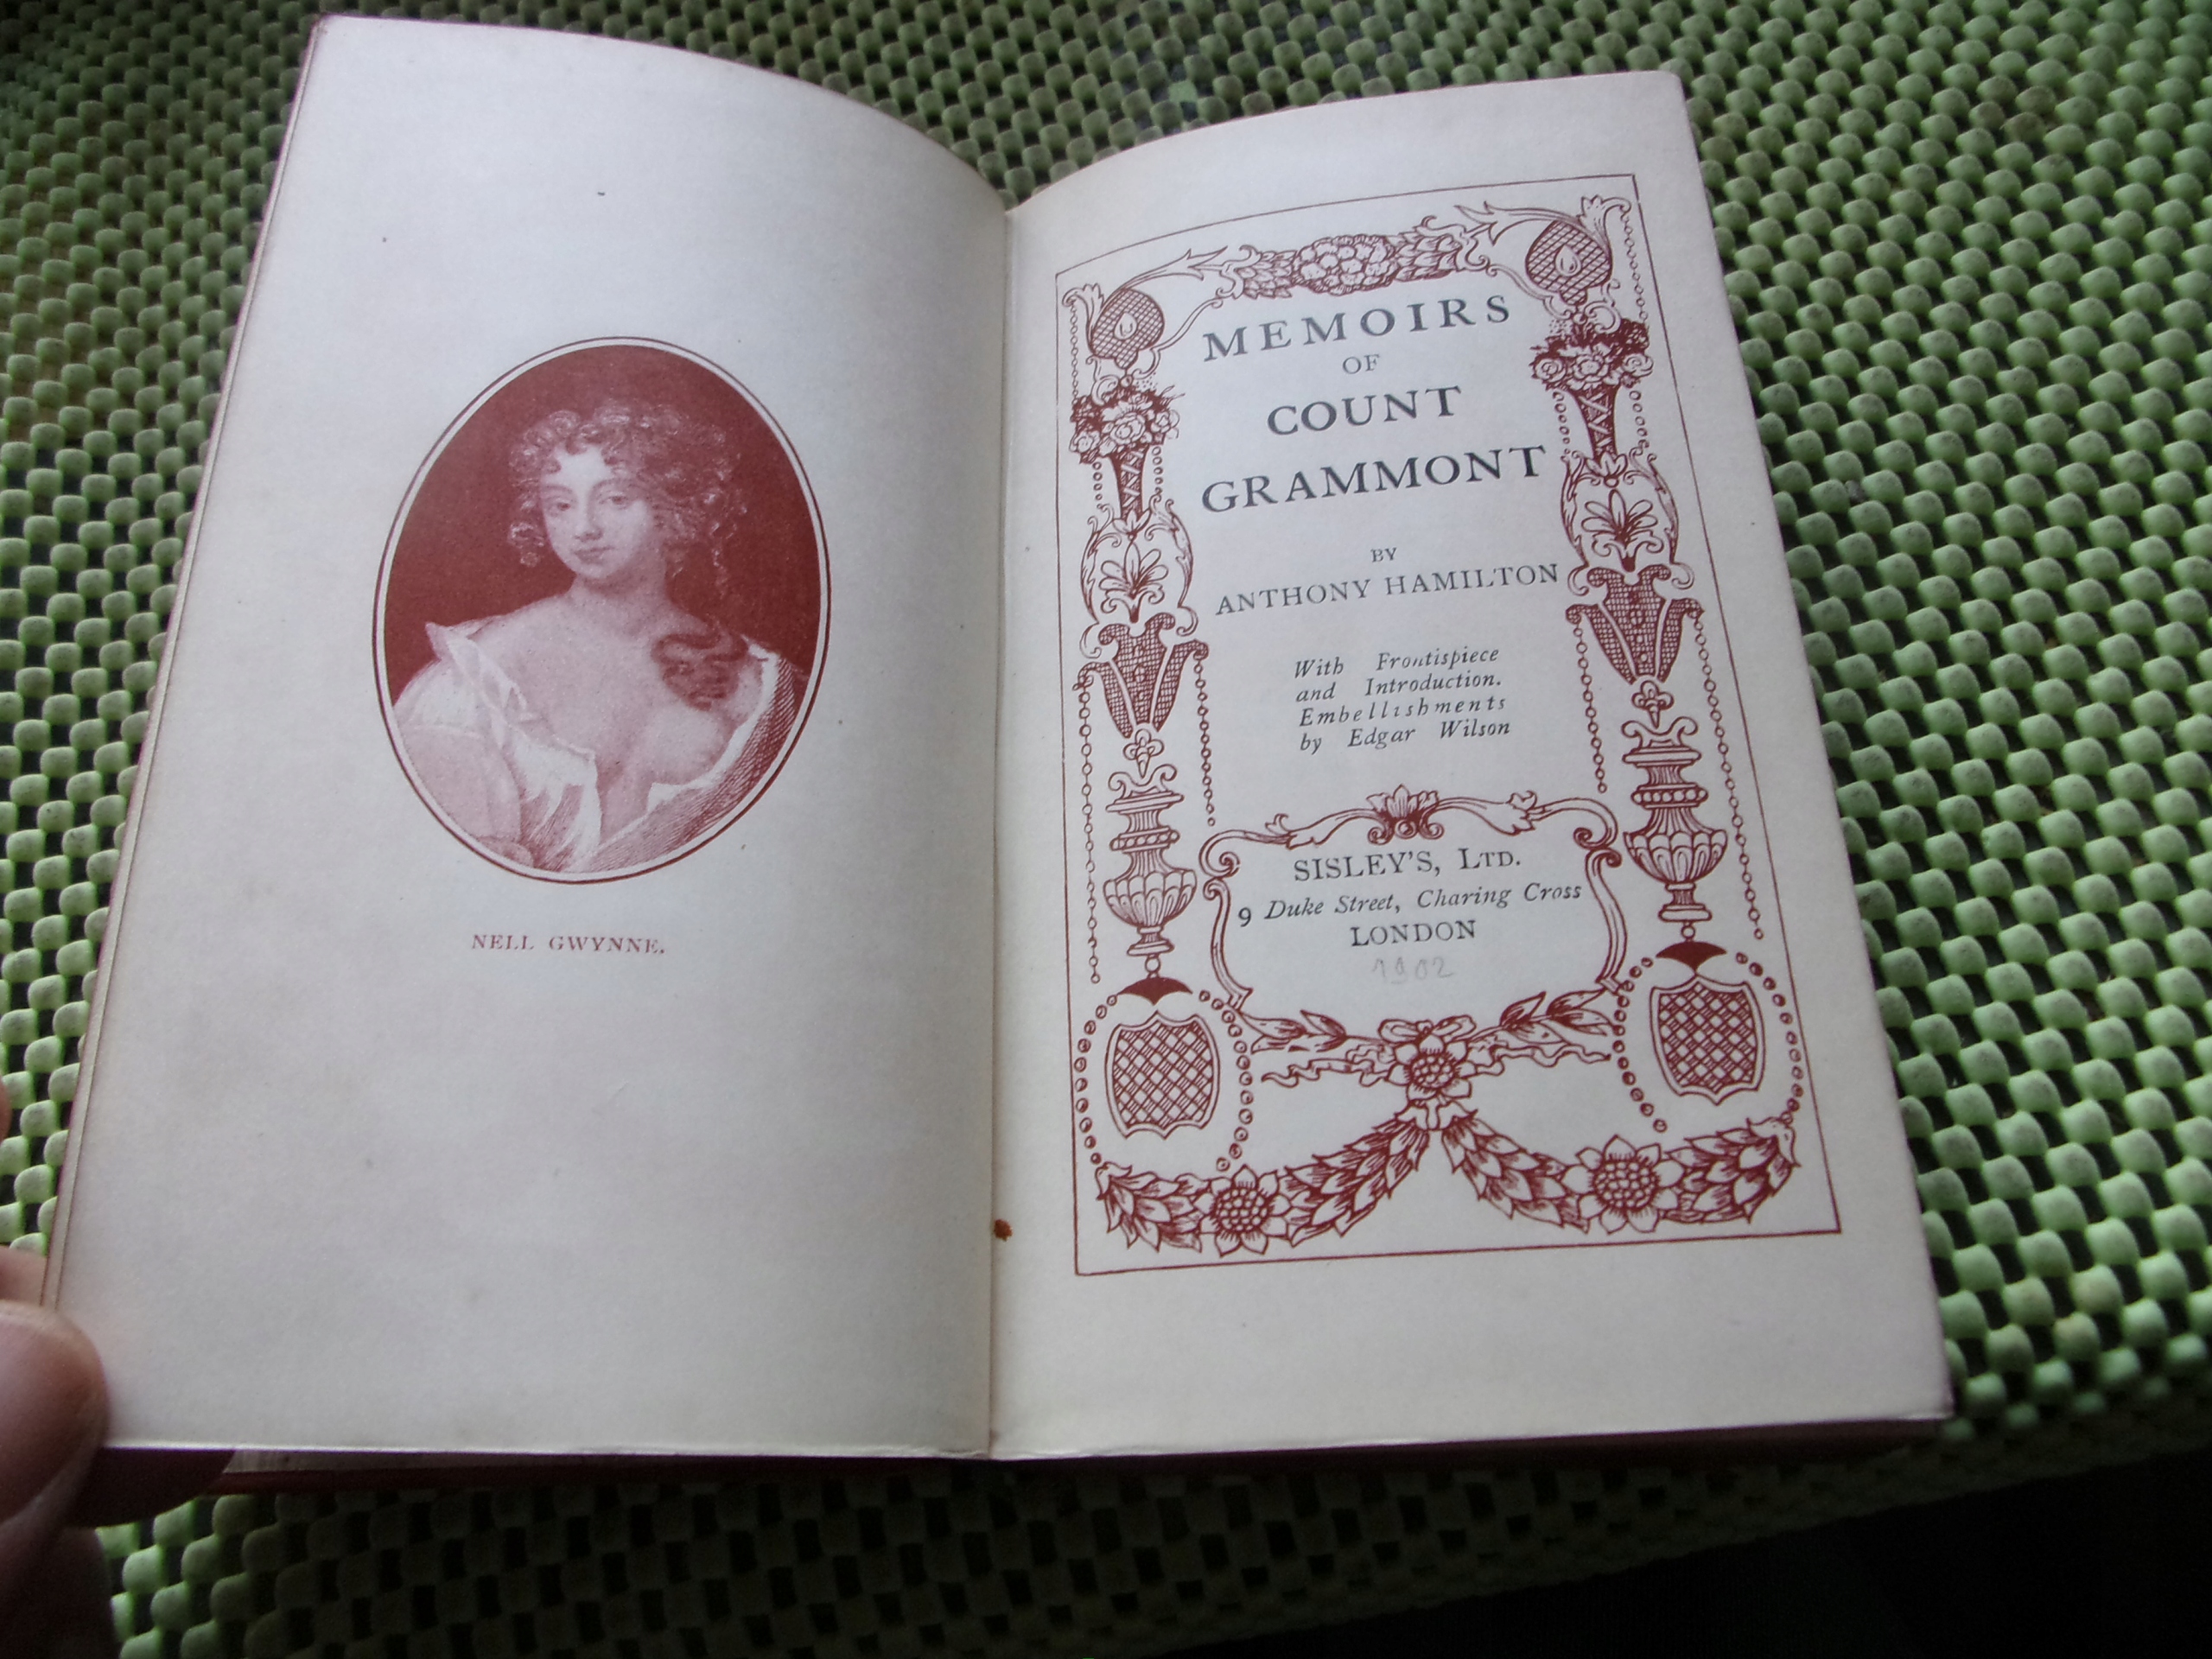 NELL GWYNNE.
MEMOIRS
OF
COUNT
GRAMMONT
BY
ANTHONY HAMILTON
With Frontispiece
and Introduction.
Embellishments
by Edgar Wilson
SISLEY'S, LTD.
9 Duke Street, Charing Cross
LONDON
1902